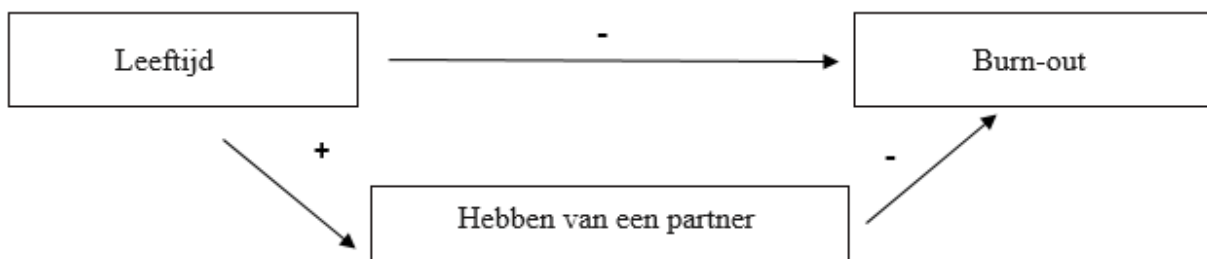 -
Leeftijd
Burn-out
+
-
Hebben van een partner